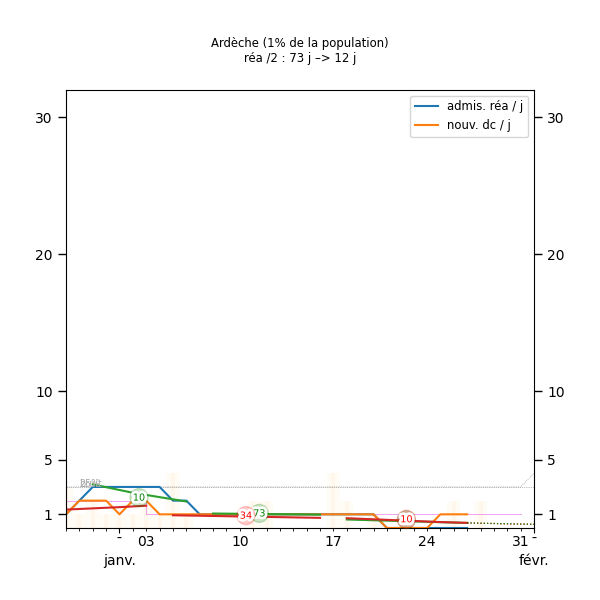 Ardèche (1% de la population)
réa /2 : 73 j –> 12 j
admis. réa / j
nouv. dc / j
30 30
20 20
10 10
5 5
1 1
10
34 73
10
- 03 10 17 24 31 -
janv. févr.